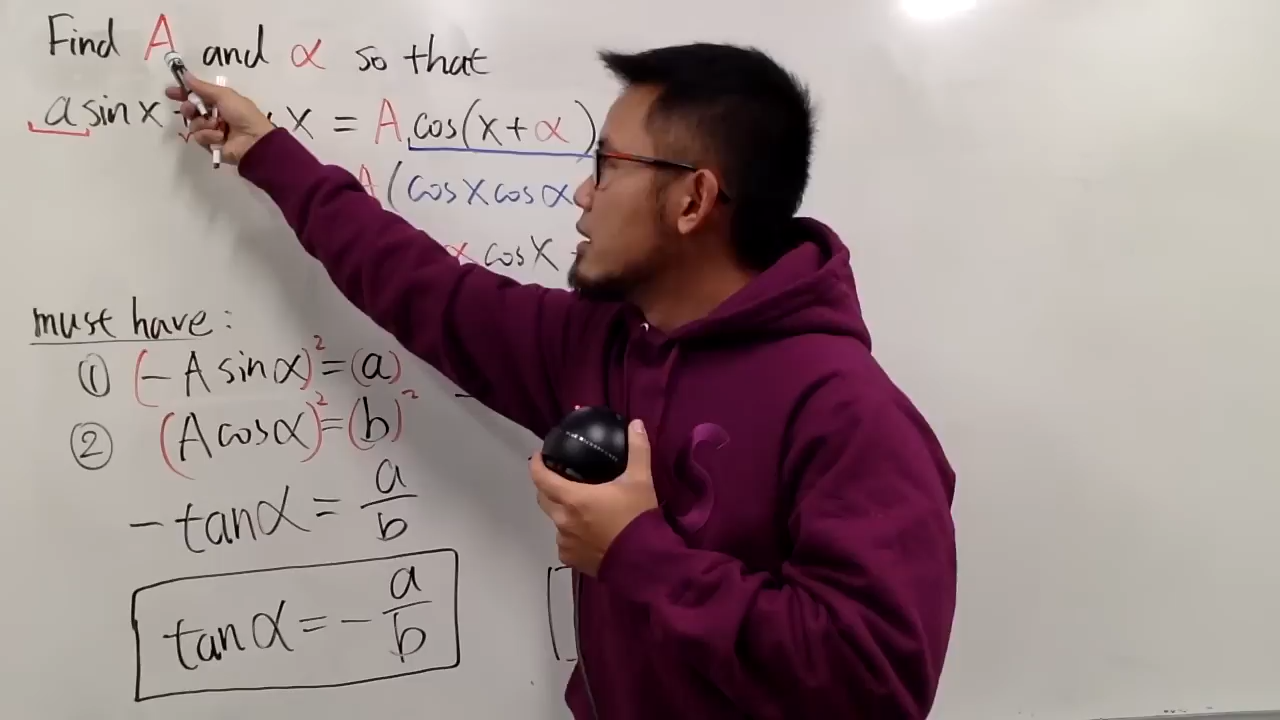 Find A and α so that
a sin x + x = A cos(x+α)
A(cos x cos α
α cos x
must have:
① (-A sin α)² = (a)
② (A cos α)² = (b)²
-tan α = a/b
tan α = -a/b